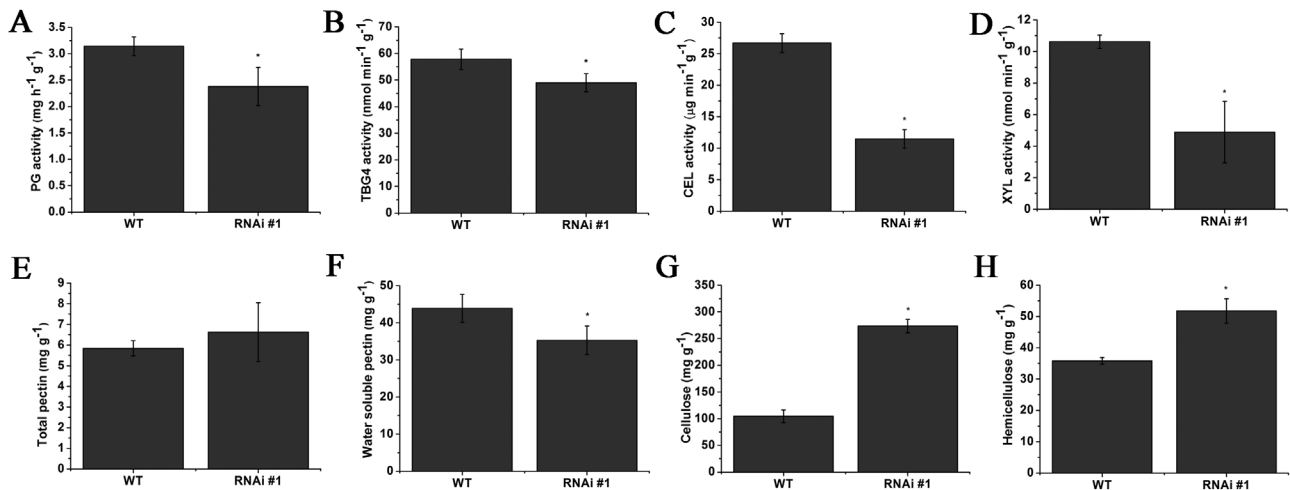 A
PG activity (mg h⁻¹ g⁻¹)
3.5
3.0
2.5
2.0
1.5
1.0
0.5
0.0
*
WT RNAi #1
B
TBG4 activity (nmol min⁻¹ g⁻¹)
70
60
50
40
30
20
10
0
*
WT RNAi #1
C
CEL activity (μg min⁻¹ g⁻¹)
30
25
20
15
10
5
0
*
WT RNAi #1
D
XYL activity (nmol min⁻¹ g⁻¹)
12
10
8
6
4
2
0
*
WT RNAi #1
E
Total pectin (mg g⁻¹)
9
8
7
6
5
4
3
2
1
0
WT RNAi #1
F
Water soluble pectin (mg g⁻¹)
50
40
30
20
10
0
*
WT RNAi #1
G
Cellulose (mg g⁻¹)
350
300
250
200
150
100
50
0
*
WT RNAi #1
H
Hemicellulose (mg g⁻¹)
60
50
40
30
20
10
0
*
WT RNAi #1